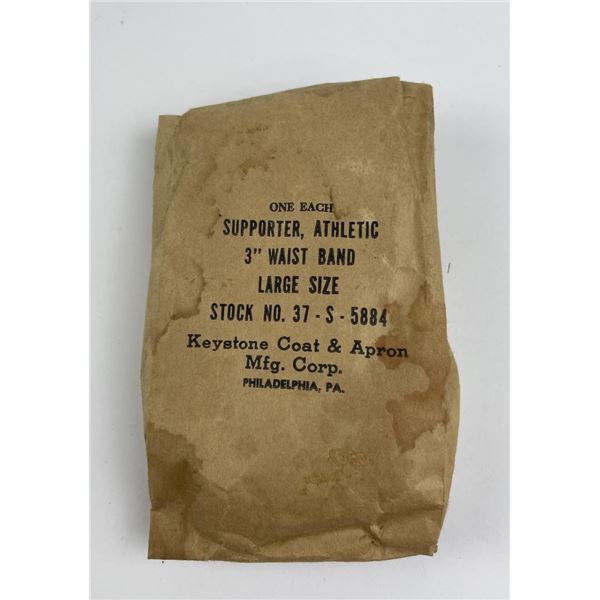 ONE EACH
SUPPORTER, ATHLETIC
3" WAIST BAND
LARGE SIZE
STOCK NO. 37 - S - 5884
Keystone Coat & Apron
Mfg. Corp.
PHILADELPHIA, PA.